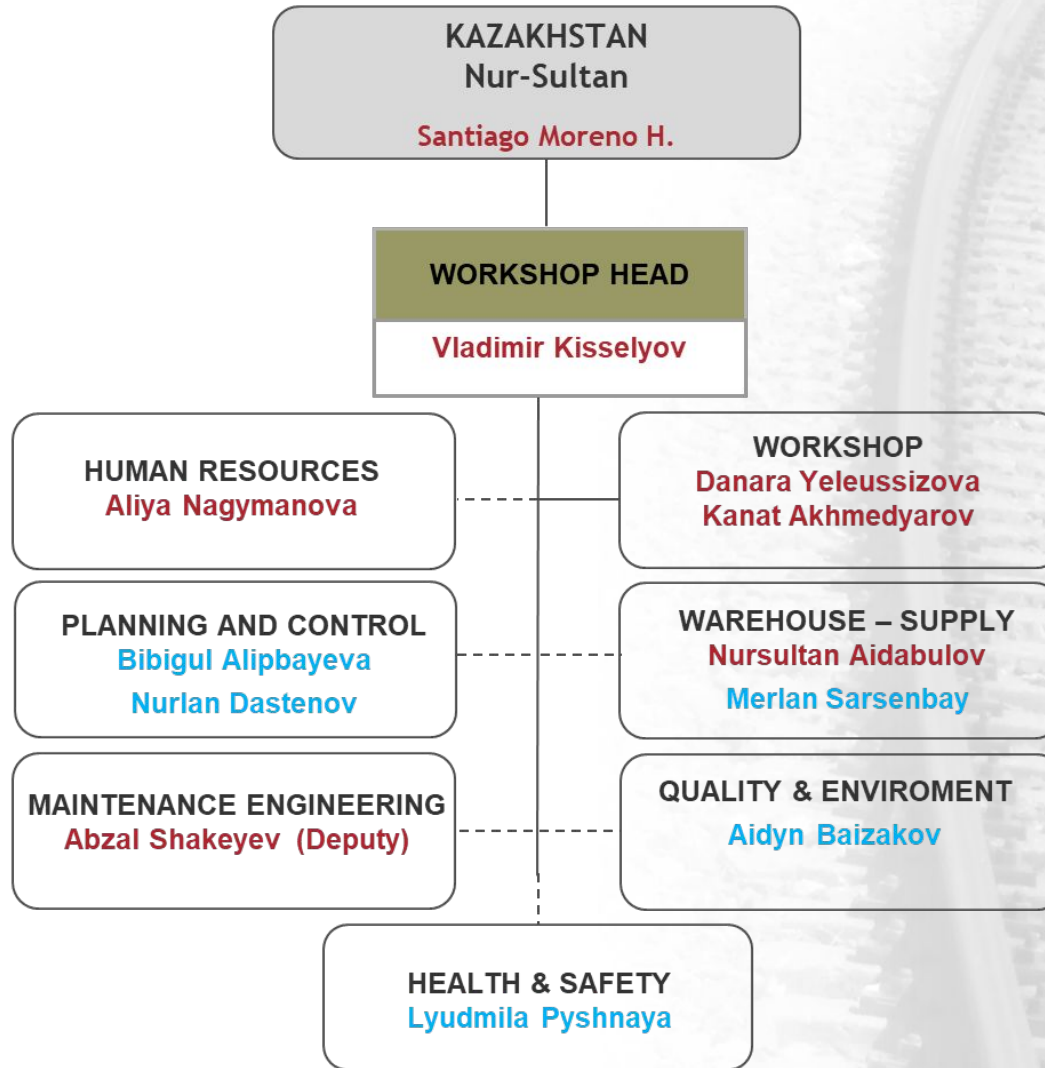 KAZAKHSTAN
Nur-Sultan
Santiago Moreno H.
WORKSHOP HEAD
Vladimir Kisselyov
HUMAN RESOURCES
Aliya Nagymanova
WORKSHOP
Danara Yeleussizova
Kanat Akhmedyarov
PLANNING AND CONTROL
Bibigul Alipbayeva
Nurlan Dastenov
WAREHOUSE – SUPPLY
Nursultan Aidabulov
Merlan Sarsenbay
MAINTENANCE ENGINEERING
Abzal Shakeyev (Deputy)
QUALITY & ENVIROMENT
Aidyn Baizakov
HEALTH & SAFETY
Lyudmila Pyshnaya